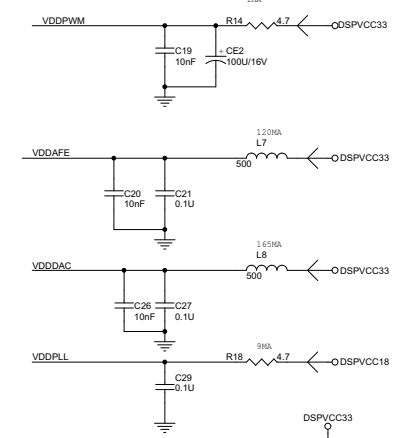 VDDPWM R14 4.7 DSPVCC33
C19 + CE2
10nF 100U/16V
120MA
L7
VDDAFE 500 DSPVCC33
C20 C21
10nF 0.1U
165MA
L8
VDDDAC 500 DSPVCC33
C26 C27
10nF 0.1U
9MA
VDDPLL R18 4.7 DSPVCC18
C29
0.1U
DSPVCC33